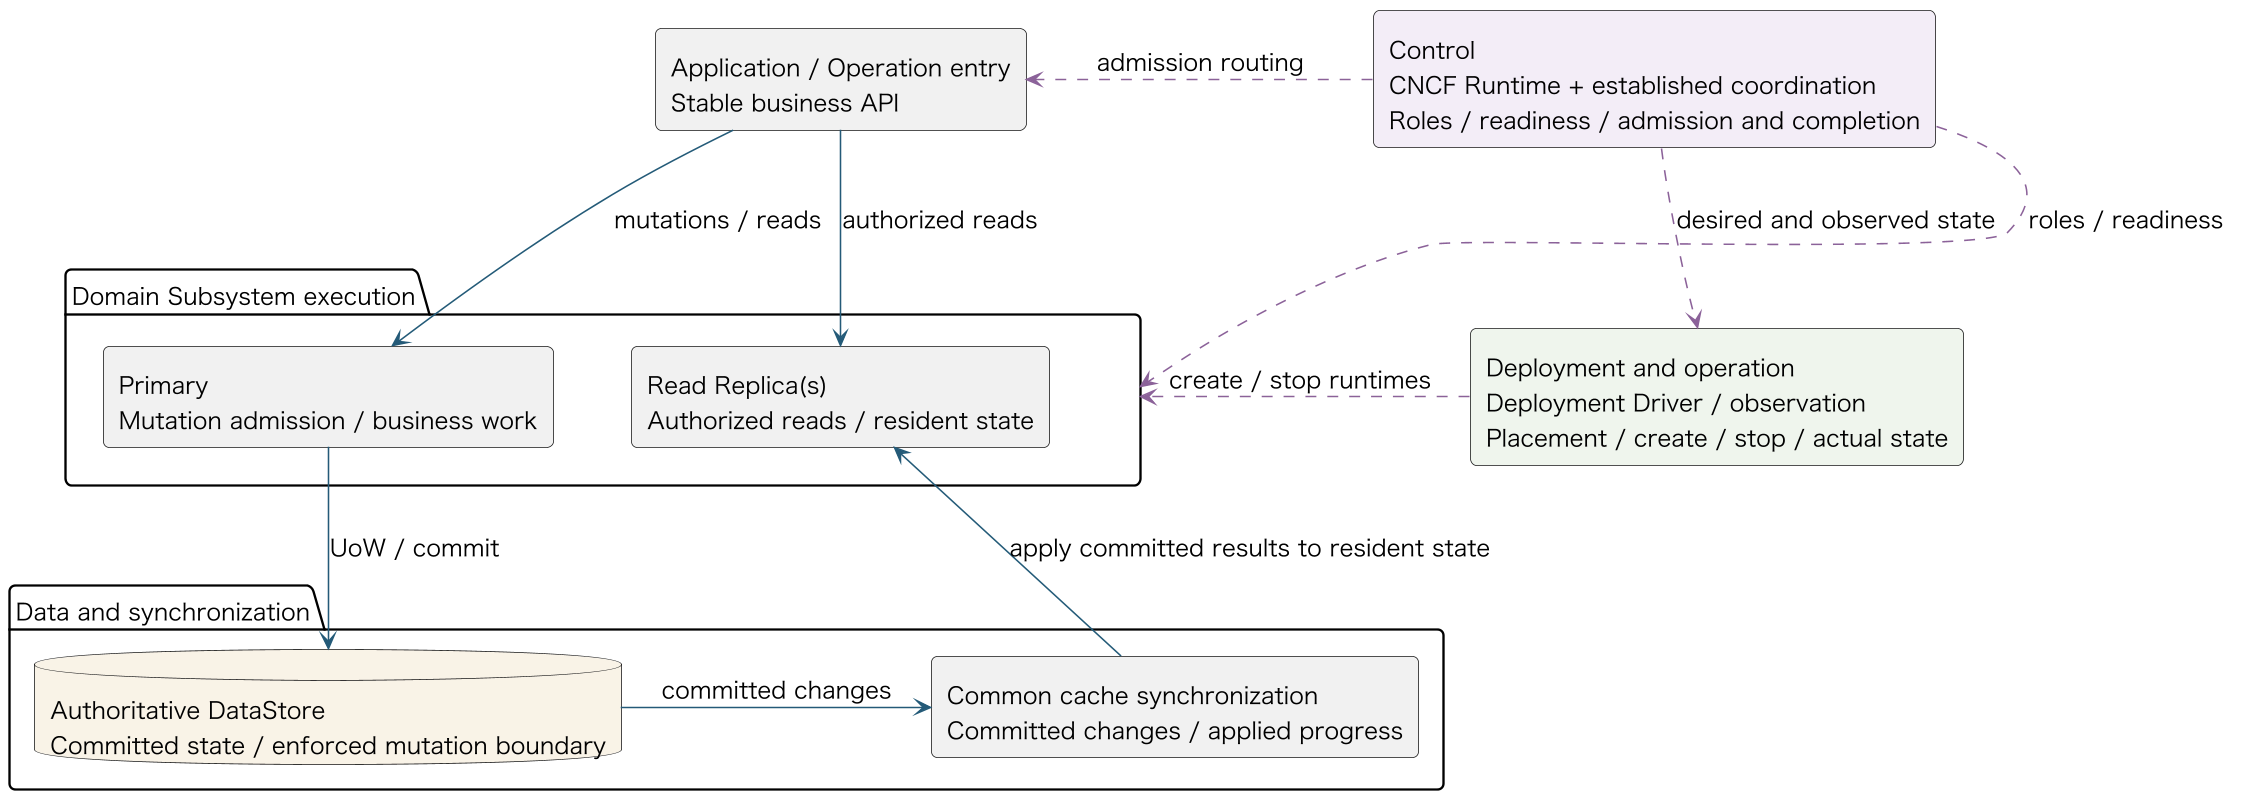 Application / Operation entry
Stable business API
admission routing
Control
CNCF Runtime + established coordination
Roles / readiness / admission and completion
mutations / reads
authorized reads
desired and observed state
roles / readiness
Domain Subsystem execution
Primary
Mutation admission / business work
Read Replica(s)
Authorized reads / resident state
create / stop runtimes
Deployment and operation
Deployment Driver / observation
Placement / create / stop / actual state
UoW / commit
apply committed results to resident state
Data and synchronization
Authoritative DataStore
Committed state / enforced mutation boundary
committed changes
Common cache synchronization
Committed changes / applied progress